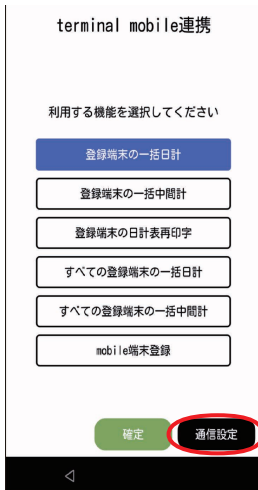 terminal mobile連携
利用する機能を選択してください
登録端末の一括日計
登録端末の一括中間計
登録端末の日計表再印字
すべての登録端末の一括日計
すべての登録端末の一括中間計
mobile端末登録
確定
通信設定